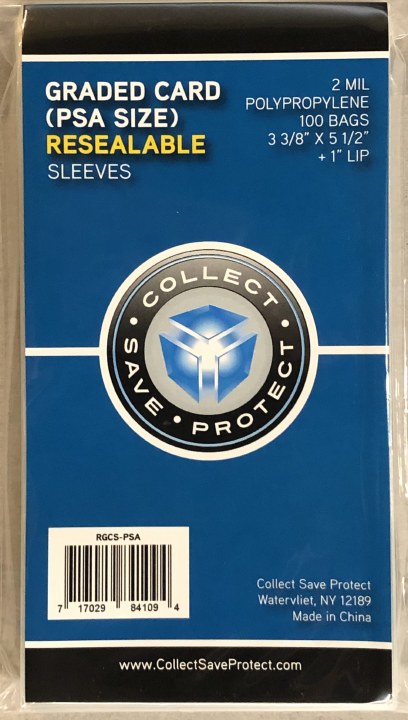 GRADED CARD
(PSA SIZE)
RESEALABLE
SLEEVES
2 MIL
POLYPROPYLENE
100 BAGS
3 3/8” X 5 1/2”
+ 1” LIP
COLLECT
SAVE • PROTECT
RGCS-PSA
7 17029 84109 4
Collect Save Protect
Watervliet, NY 12189
Made in China
www.CollectSaveProtect.com